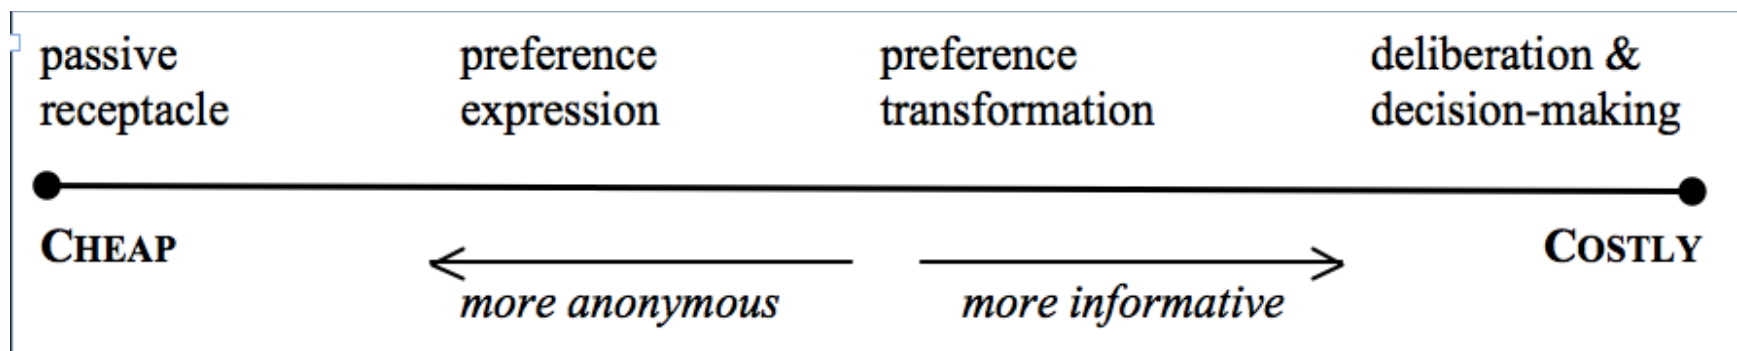 passive
receptacle
preference
expression
preference
transformation
deliberation &
decision-making
CHEAP
COSTLY
more anonymous
more informative